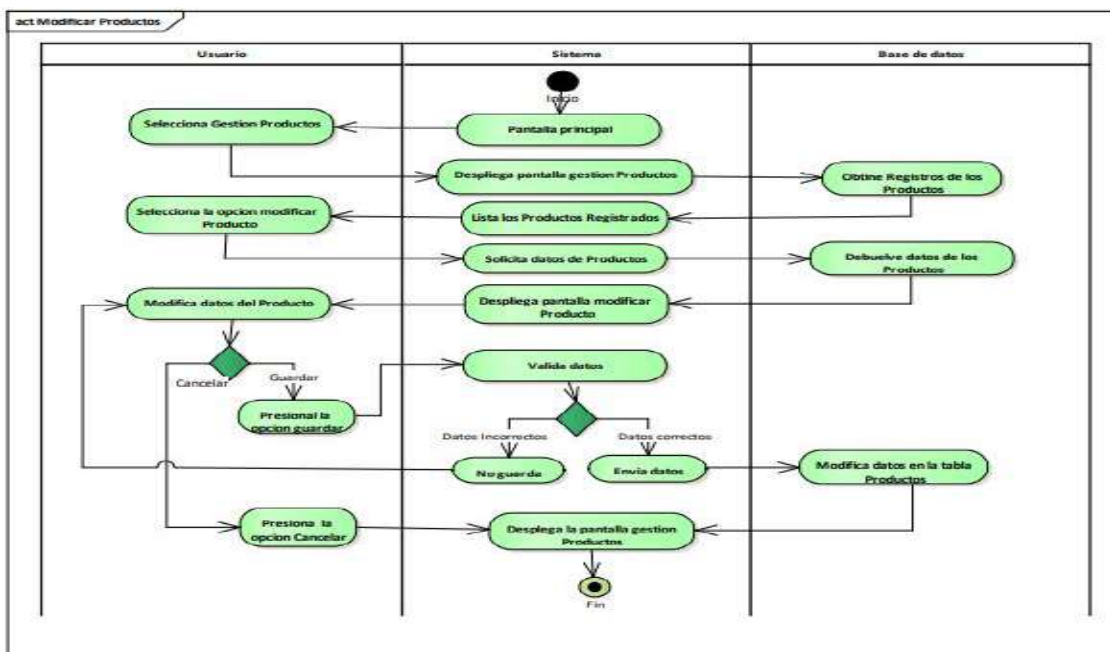 act Modificar Productos
Usuario
Sistema
Base de datos
Inicio
Selecciona Gestion Productos
Pantalla principal
Despliega pantalla gestion Productos
Obtine Registros de los
Productos
Selecciona la opcion modificar
Producto
Lista los Productos Registrados
Solicita datos de Productos
Debuelve datos de los
Productos
Modifica datos del Producto
Despliega pantalla modificar
Producto
Cancelar
Guardar
Valida datos
Presional la
opcion guardar
Datos Incorrectos
Datos correctos
No guarda
Envia datos
Modifica datos en la tabla
Productos
Presiona la
opcion Cancelar
Desplega la pantalla gestion
Productos
Fin